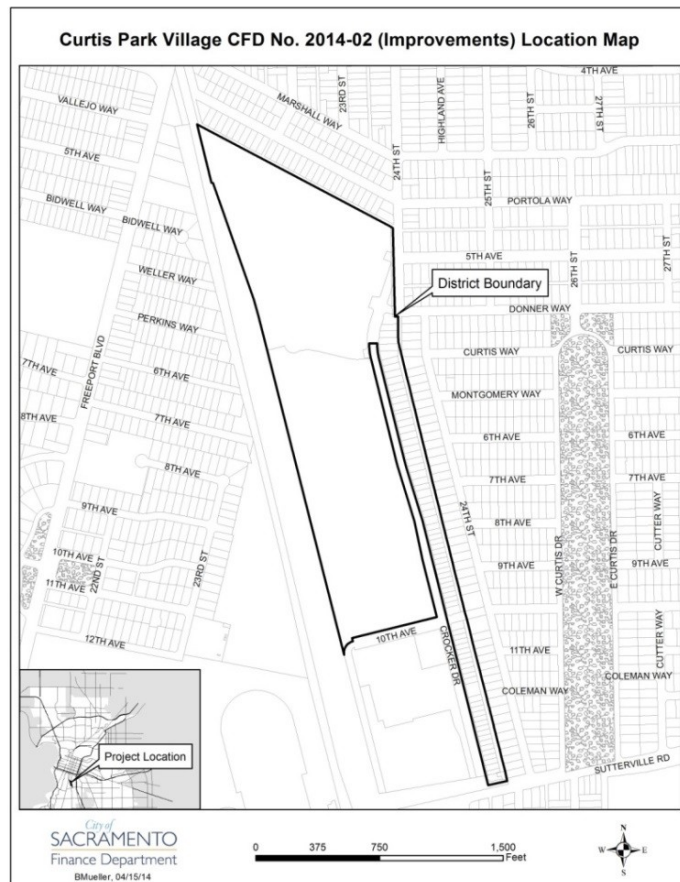 Curtis Park Village CFD No. 2014-02 (Improvements) Location Map
4TH AVE
VALLEJO WAY
MARSHALL WAY
23RD ST
HIGHLAND AVE
26TH ST
27TH ST
5TH AVE
24TH ST
25TH ST
BIDWELL WAY
BIDWELL WAY
PORTOLA WAY
5TH AVE
26TH ST
27TH ST
WELLER WAY
District Boundary
DONNER WAY
PERKINS WAY
CURTIS WAY
CURTIS WAY
7TH AVE
6TH AVE
FREEPORT BLVD
MONTGOMERY WAY
8TH AVE
7TH AVE
6TH AVE
6TH AVE
8TH AVE
7TH AVE
7TH AVE
9TH AVE
24TH ST
8TH AVE
W CURTIS DR
E CURTIS DR
CUTTER WAY
10TH AVE
22ND ST
23RD ST
9TH AVE
9TH AVE
11TH AVE
12TH AVE
10TH AVE
CROCKER DR
11TH AVE
CUTTER WAY
COLEMAN WAY
COLEMAN WAY
Project Location
SUTTERVILLE RD
City of
SACRAMENTO
Finance Department
BMueller, 04/15/14
0 375 750 1,500
Feet
N
W E
S